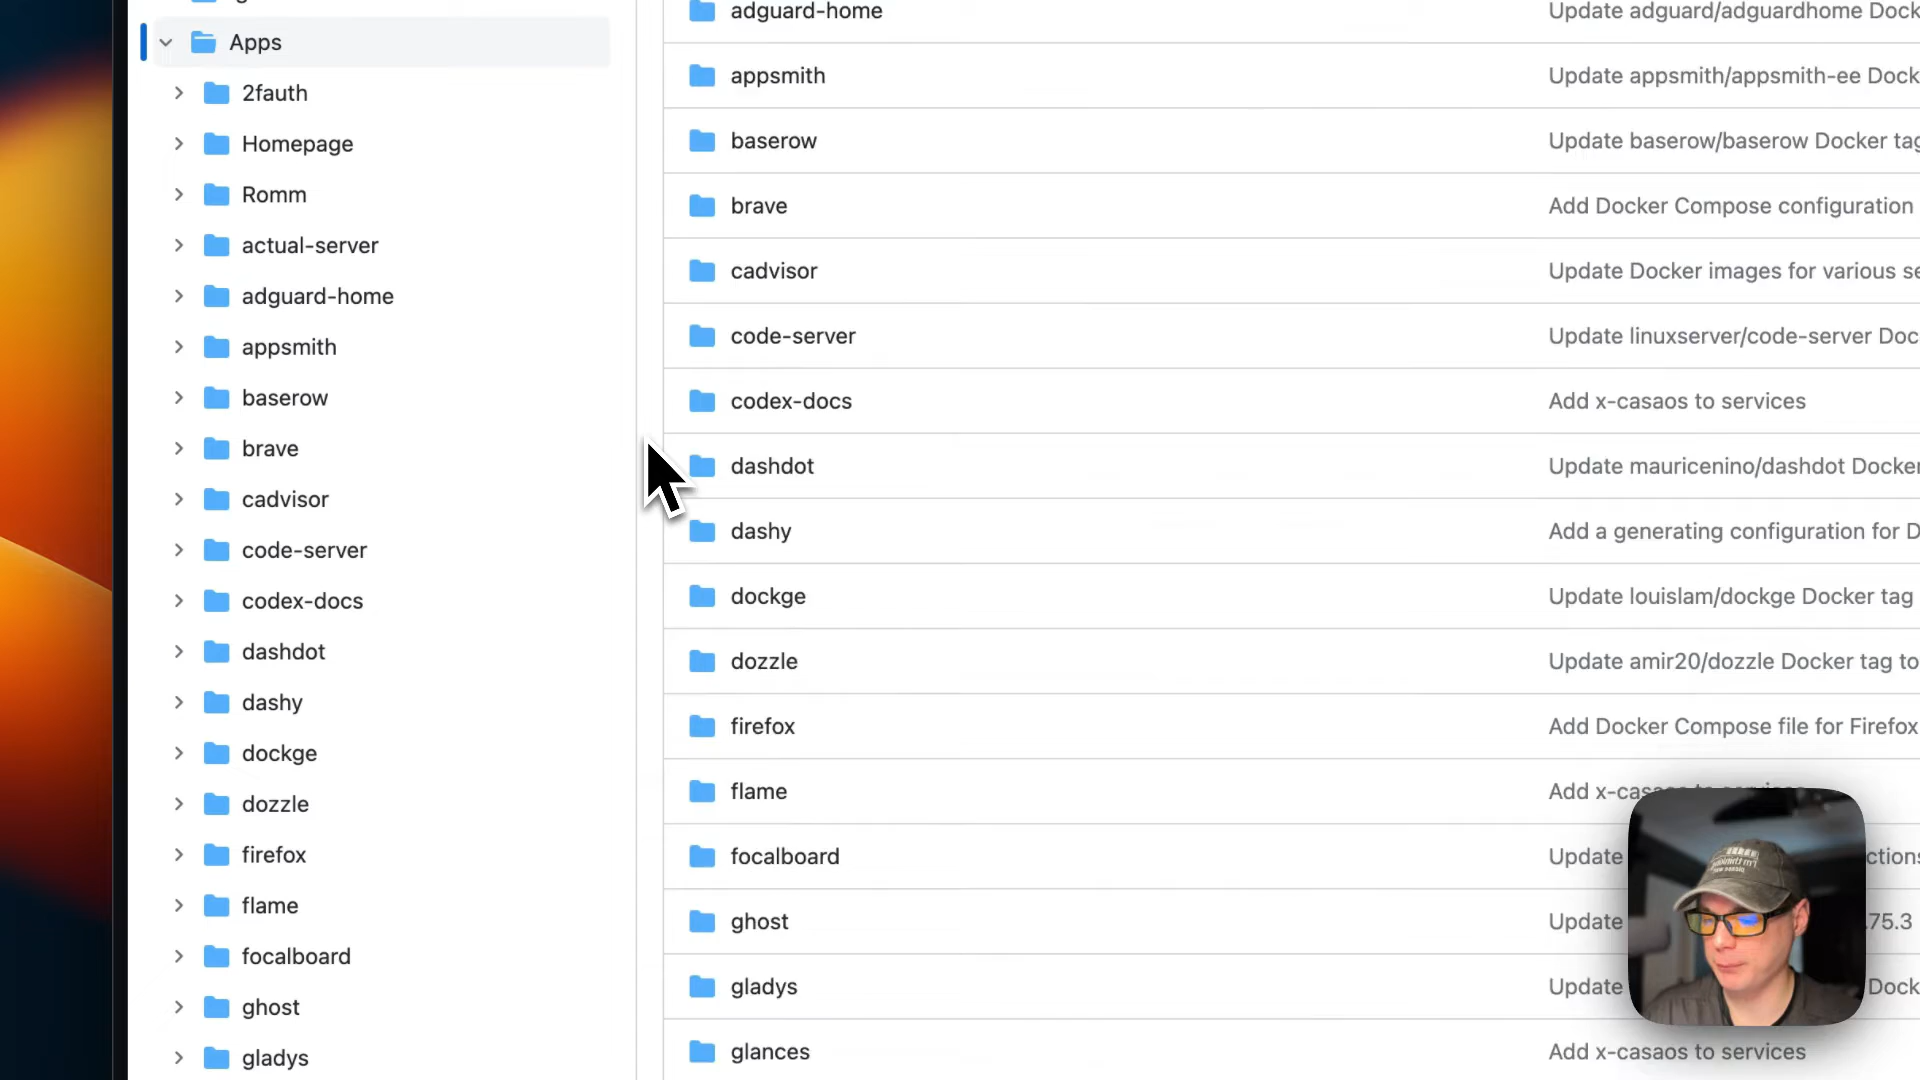 Apps
2fauth
Homepage
Romm
actual-server
adguard-home
appsmith
baserow
brave
cadvisor
code-server
codex-docs
dashdot
dashy
dockge
dozzle
firefox
flame
focalboard
ghost
gladys
adguard-home Update adguard/adguardhome Dock
appsmith Update appsmith/appsmith-ee Dock
baserow Update baserow/baserow Docker tag
brave Add Docker Compose configuration
cadvisor Update Docker images for various se
code-server Update linuxserver/code-server Doc
codex-docs Add x-casaos to services
dashdot Update mauricenino/dashdot Docker
dashy Add a generating configuration for D
dockge Update louislam/dockge Docker tag
dozzle Update amir20/dozzle Docker tag to
firefox Add Docker Compose file for Firefox
flame Add x-casaos to services
focalboard Update ctions
ghost Update .75.3
gladys Update Dock
glances Add x-casaos to services